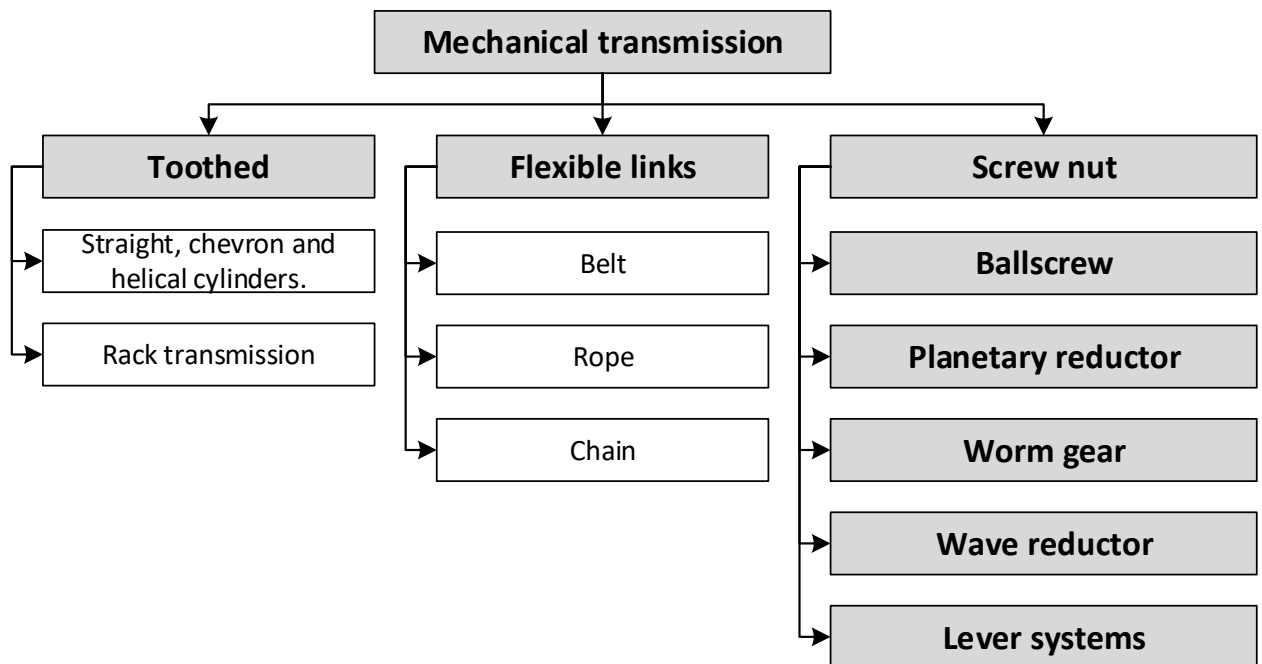 Mechanical transmission
Toothed
Straight, chevron and
helical cylinders.
Rack transmission
Flexible links
Belt
Rope
Chain
Screw nut
Ballscrew
Planetary reductor
Worm gear
Wave reductor
Lever systems